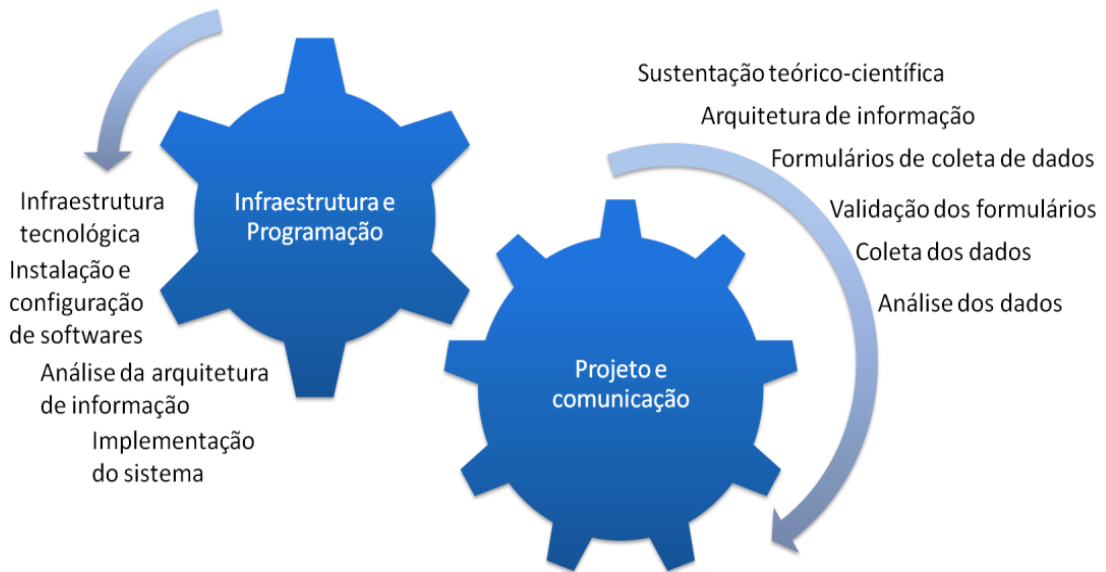 Infraestrutura e
Programação
Infraestrutura
tecnológica
Instalação e
configuração
de softwares
Análise da arquitetura
de informação
Implementação
do sistema
Projeto e
comunicação
Sustentação teórico-científica
Arquitetura de informação
Formulários de coleta de dados
Validação dos formulários
Coleta dos dados
Análise dos dados